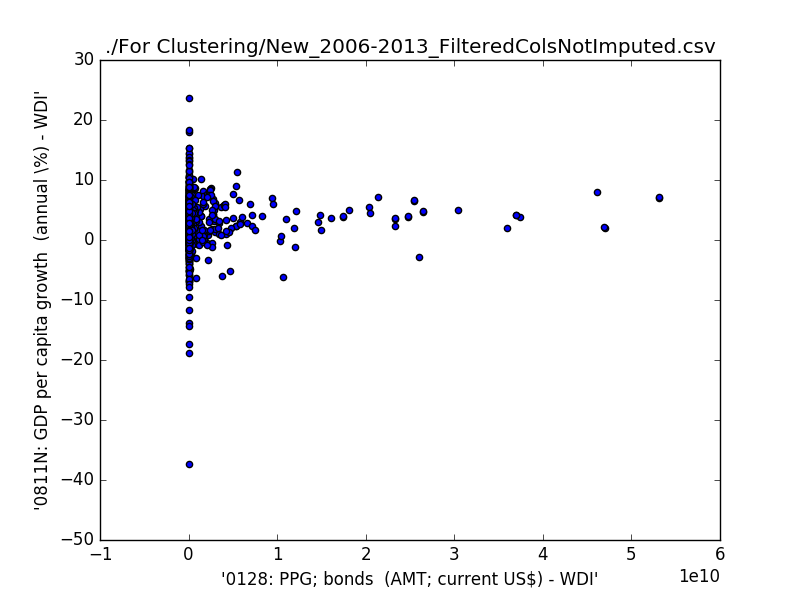 ./For Clustering/New_2006-2013_FilteredColsNotImputed.csv
30
20
10
0
−10
−20
−30
−40
−50
'0811N: GDP per capita growth  (annual \%) - WDI'
−1 0 1 2 3 4 5 6
1e10
'0128: PPG; bonds  (AMT; current US$) - WDI'